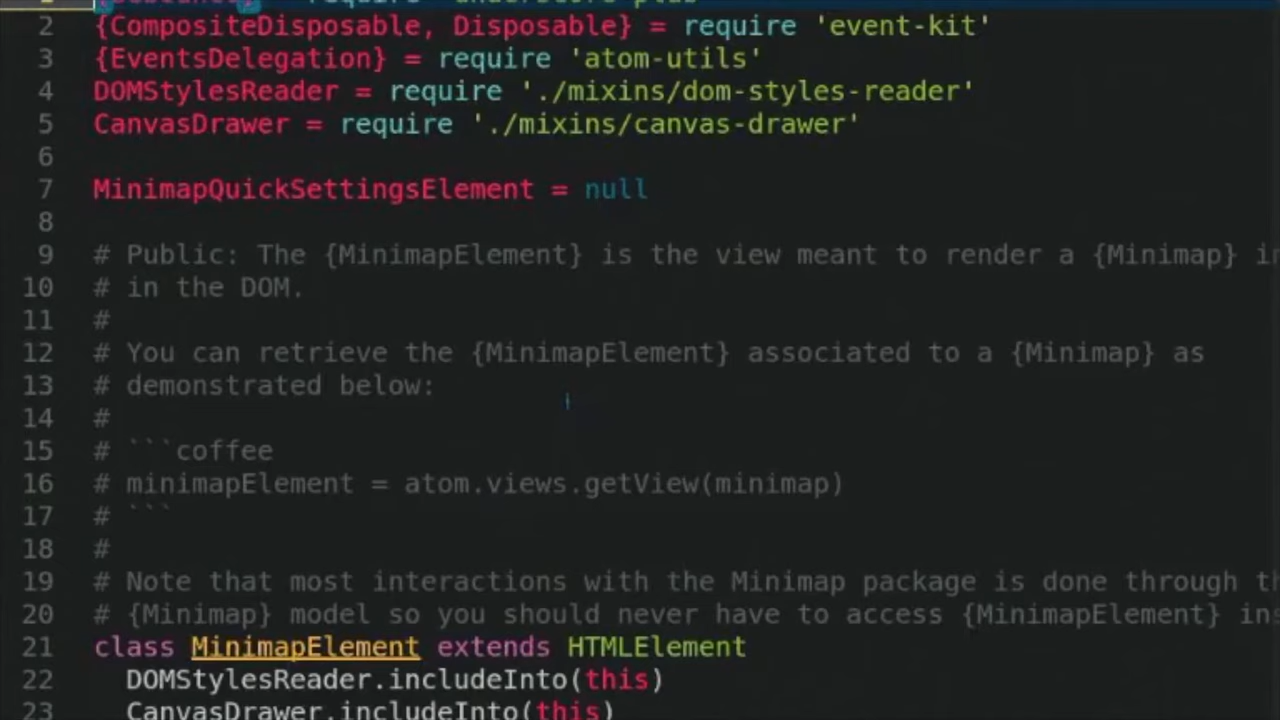 2 {CompositeDisposable, Disposable} = require 'event-kit'
3 {EventsDelegation} = require 'atom-utils'
4 DOMStylesReader = require './mixins/dom-styles-reader'
5 CanvasDrawer = require './mixins/canvas-drawer'
6
7 MinimapQuickSettingsElement = null
8
9 # Public: The {MinimapElement} is the view meant to render a {Minimap}
10 # in the DOM.
11 #
12 # You can retrieve the {MinimapElement} associated to a {Minimap} as
13 # demonstrated below:
14 #
15 # ```coffee
16 # minimapElement = atom.views.getView(minimap)
17 # ```
18 #
19 # Note that most interactions with the Minimap package is done through
20 # {Minimap} model so you should never have to access {MinimapElement}
21 class MinimapElement extends HTMLElement
22 DOMStylesReader.includeInto(this)
23 CanvasDrawer.includeInto(this)